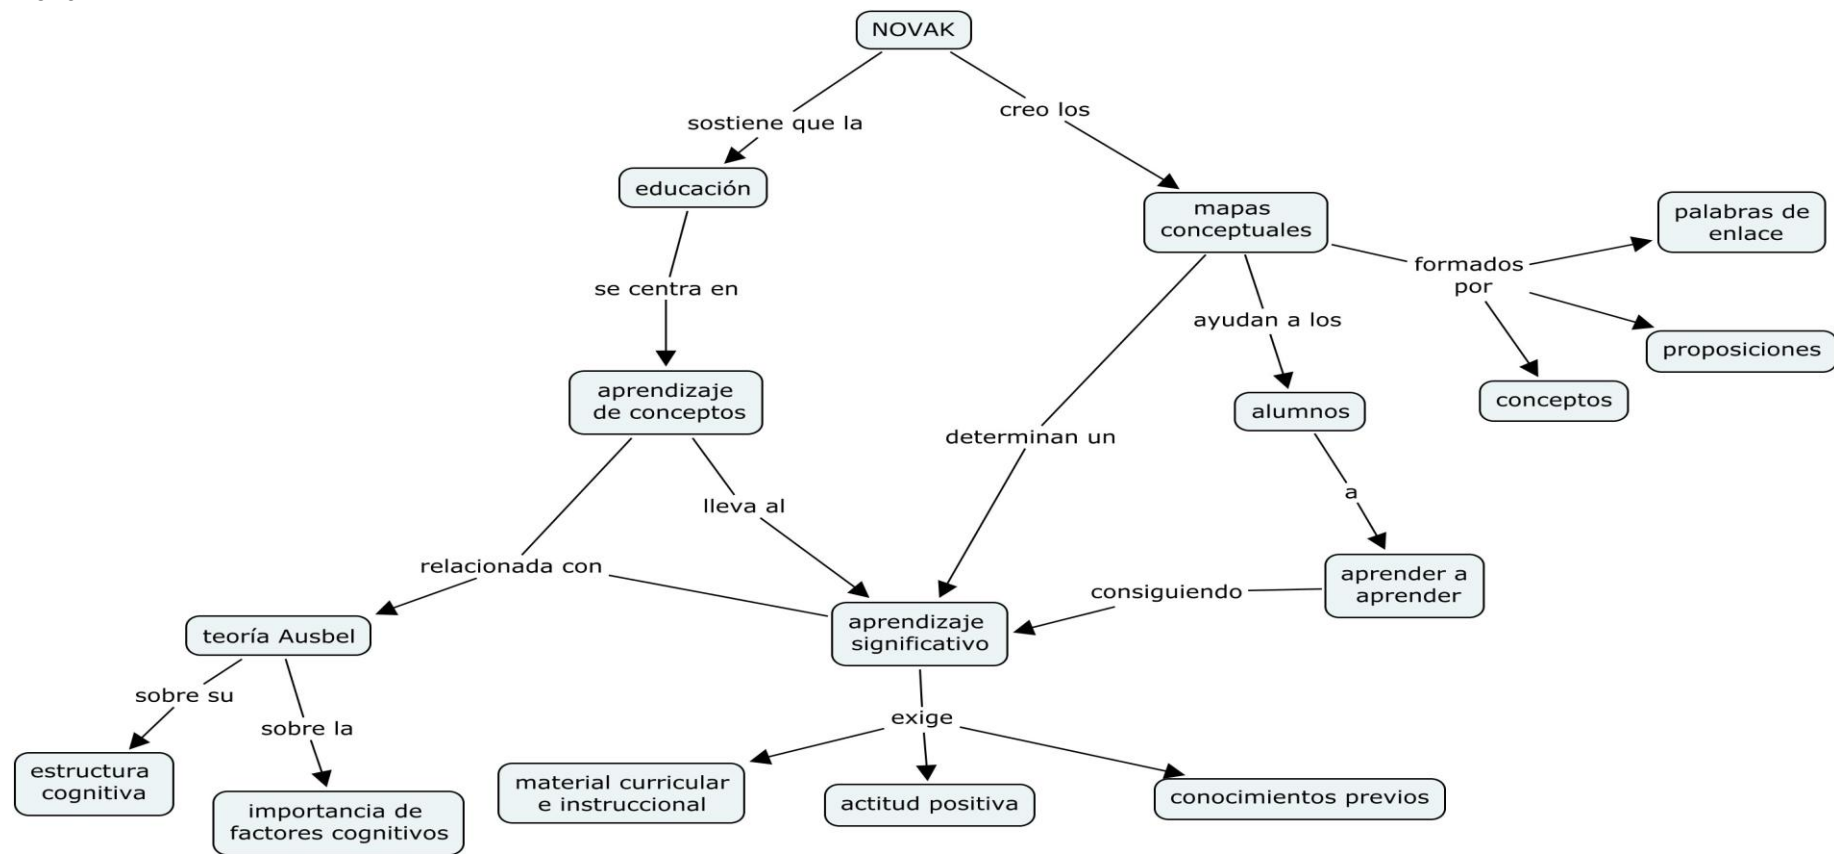 NOVAK
sostiene que la
creo los
educación
mapas
conceptuales
palabras de
enlace
formados
por
se centra en
ayudan a los
proposiciones
aprendizaje
de conceptos
alumnos
conceptos
determinan un
lleva al
a
relacionada con
consiguiendo
aprender a
aprender
teoría Ausbel
aprendizaje
significativo
sobre su
sobre la
exige
estructura
cognitiva
importancia de
factores cognitivos
material curricular
e instruccional
actitud positiva
conocimientos previos